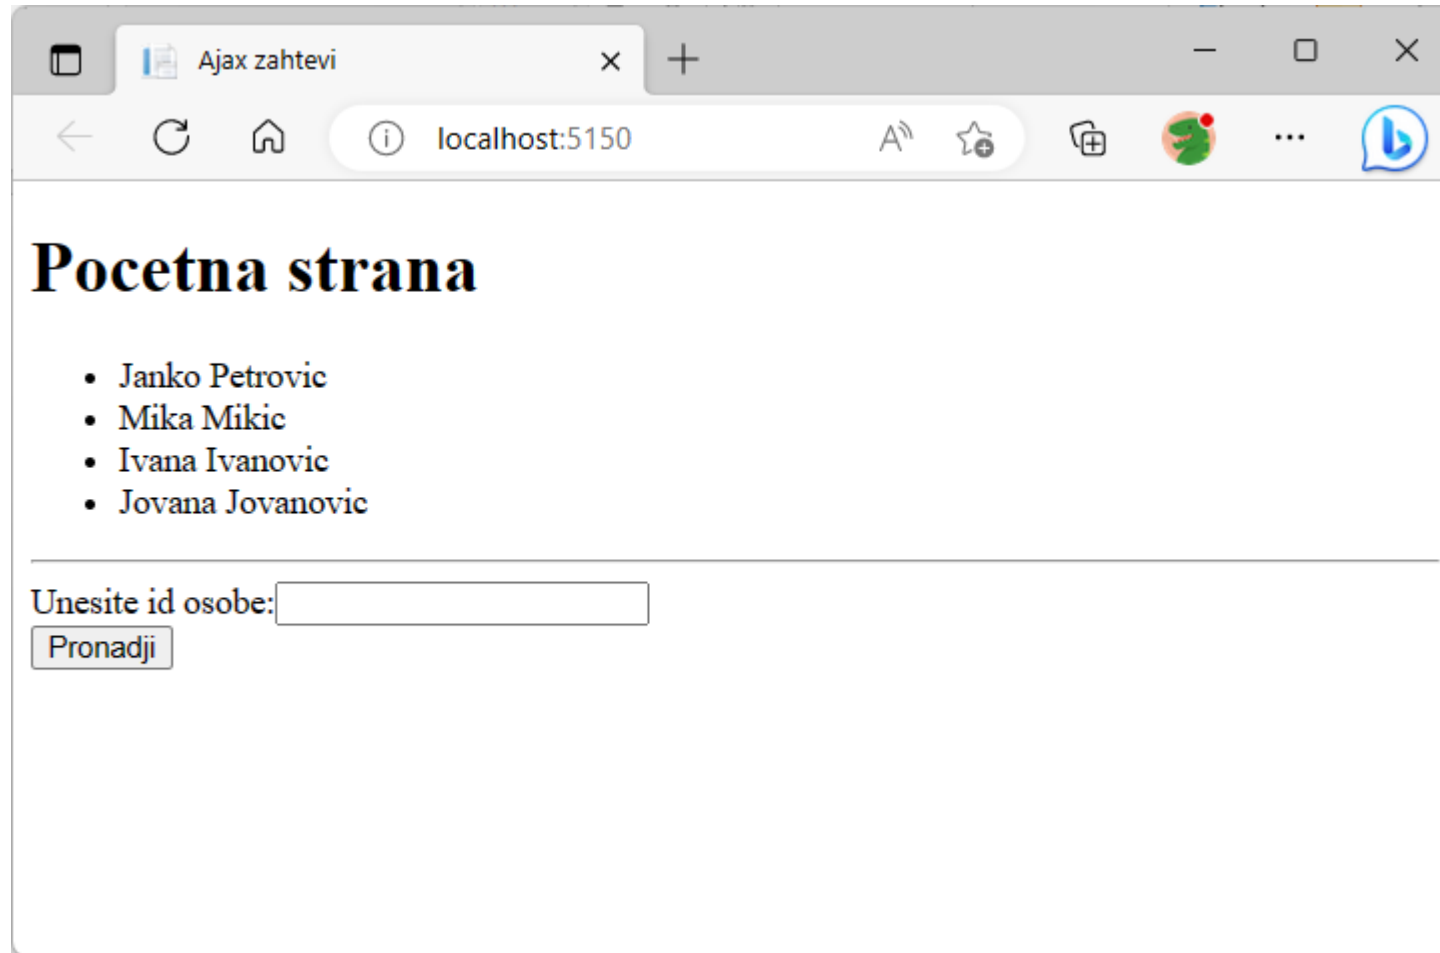 Ajax zahtevi
localhost:5150
Pocetna strana
Janko Petrovic
Mika Mikic
Ivana Ivanovic
Jovana Jovanovic
Unesite id osobe:
Pronadji